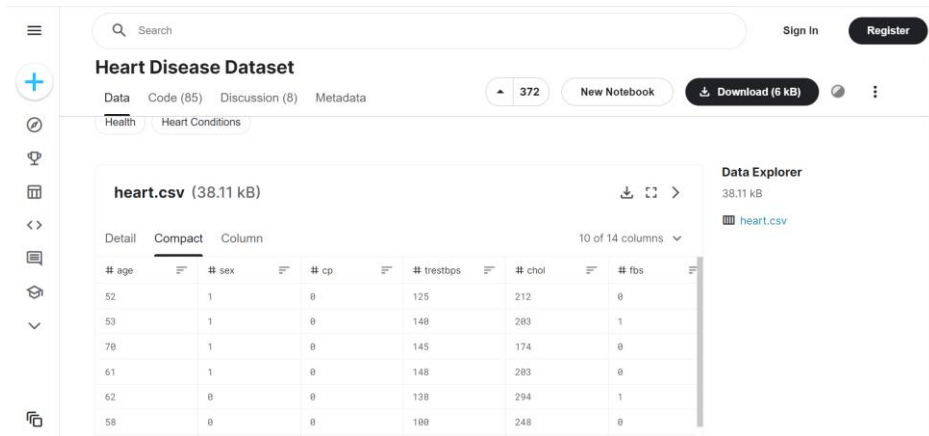 Search
Sign In
Register
Heart Disease Dataset
Data Code (85) Discussion (8) Metadata
372
New Notebook
Download (6 kB)
Health Heart Conditions
heart.csv (38.11 kB)
Data Explorer
38.11 kB
heart.csv
Detail Compact Column
10 of 14 columns
# age # sex # cp # trestbps # chol # fbs
52 1 0 125 212 0
53 1 0 140 203 1
70 1 0 145 174 0
61 1 0 148 203 0
62 0 0 138 294 1
58 0 0 100 248 0